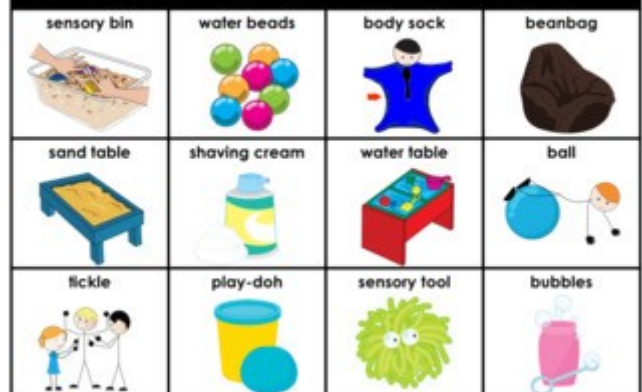 sensory bin
water beads
body sock
beanbag
sand table
shaving cream
water table
ball
tickle
play-doh
sensory tool
bubbles